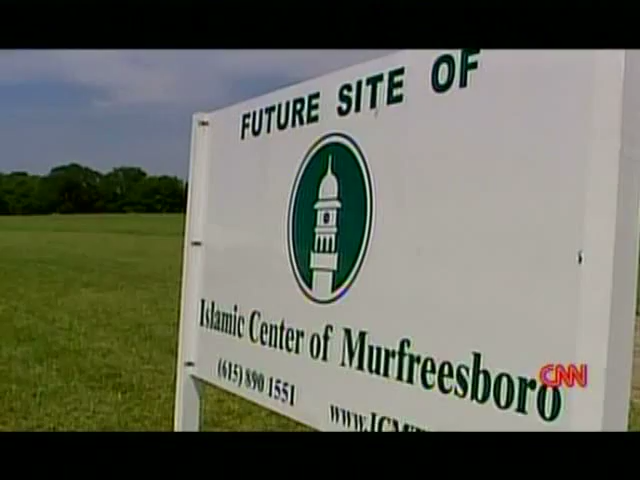 FUTURE SITE OF
Islamic Center of Murfreesboro
(615) 890 1551
CNN